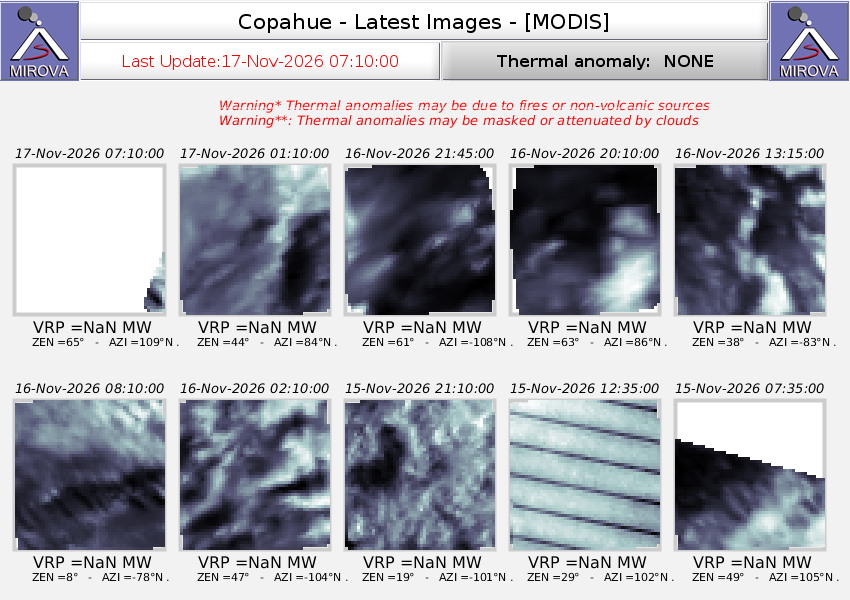 Copahue - Latest Images - [MODIS]
MIROVA
Last Update:17-Nov-2026 07:10:00
Thermal anomaly: NONE
MIROVA
Warning* Thermal anomalies may be due to fires or non-volcanic sources
Warning**: Thermal anomalies may be masked or attenuated by clouds
17-Nov-2026 07:10:00 17-Nov-2026 01:10:00 16-Nov-2026 21:45:00 16-Nov-2026 20:10:00 16-Nov-2026 13:15:00
VRP =NaN MW VRP =NaN MW VRP =NaN MW VRP =NaN MW VRP =NaN MW
ZEN =65° - AZI =109°N . ZEN =44° - AZI =84°N . ZEN =61° - AZI =-108°N . ZEN =63° - AZI =86°N . ZEN =38° - AZI =-83°N .
16-Nov-2026 08:10:00 16-Nov-2026 02:10:00 15-Nov-2026 21:10:00 15-Nov-2026 12:35:00 15-Nov-2026 07:35:00
VRP =NaN MW VRP =NaN MW VRP =NaN MW VRP =NaN MW VRP =NaN MW
ZEN =8° - AZI =-78°N . ZEN =47° - AZI =-104°N . ZEN =19° - AZI =-101°N . ZEN =29° - AZI =102°N . ZEN =49° - AZI =105°N .